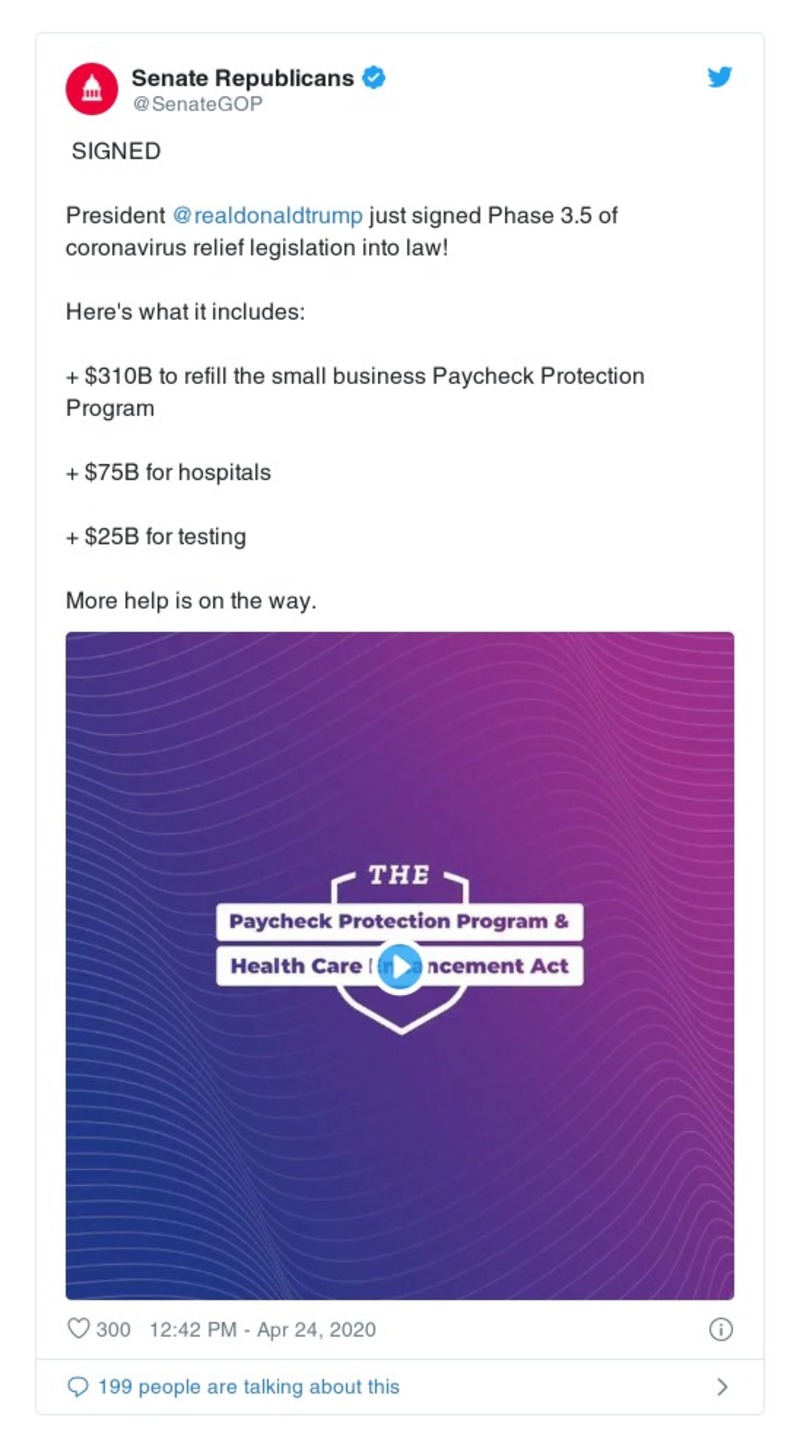 Senate Republicans
@SenateGOP
SIGNED
President @realdonaldtrump just signed Phase 3.5 of
coronavirus relief legislation into law!
Here's what it includes:
+ $310B to refill the small business Paycheck Protection
Program
+ $75B for hospitals
+ $25B for testing
More help is on the way.
THE
Paycheck Protection Program &
Health Care Act
300 12:42 PM - Apr 24, 2020
199 people are talking about this